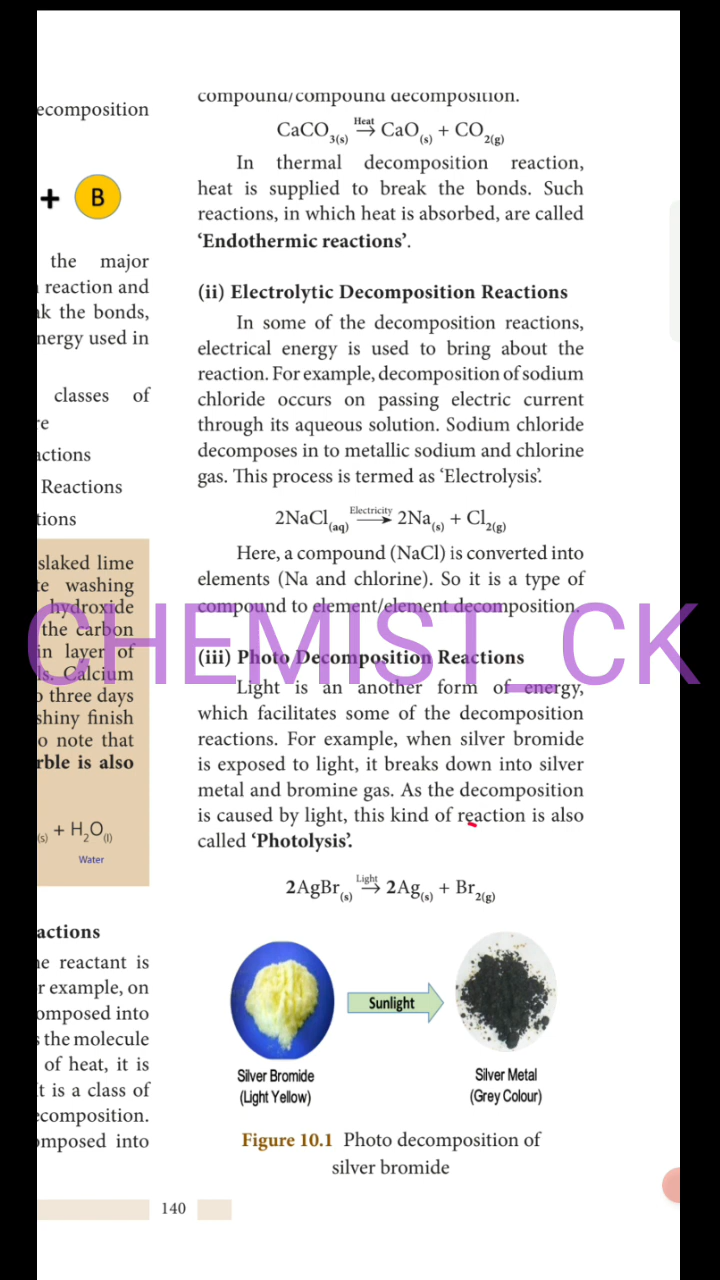 ecomposition
+ B
the major
reaction and
k the bonds,
nergy used in
classes of
re
actions
Reactions
tions
slaked lime
te washing
hydroxide
the carbon
in layer of
ls. Calcium
three days
shiny finish
o note that
rble is also
(s) + H₂O(l)
Water
actions
ne reactant is
r example, on
omposed into
s the molecule
of heat, it is
t is a class of
ecomposition.
omposed into
compound/compound decomposition.
CaCO₃(s) Heat → CaO(s) + CO₂(g)
In thermal decomposition reaction,
heat is supplied to break the bonds. Such
reactions, in which heat is absorbed, are called
‘Endothermic reactions’.
(ii) Electrolytic Decomposition Reactions
In some of the decomposition reactions,
electrical energy is used to bring about the
reaction. For example, decomposition of sodium
chloride occurs on passing electric current
through its aqueous solution. Sodium chloride
decomposes in to metallic sodium and chlorine
gas. This process is termed as ‘Electrolysis’.
2NaCl(aq) Electricity → 2Na(s) + Cl₂(g)
Here, a compound (NaCl) is converted into
elements (Na and chlorine). So it is a type of
compound to element/element decomposition.
CHEMIST_CK
(iii) Photo Decomposition Reactions
Light is an another form of energy,
which facilitates some of the decomposition
reactions. For example, when silver bromide
is exposed to light, it breaks down into silver
metal and bromine gas. As the decomposition
is caused by light, this kind of reaction is also
called ‘Photolysis’.
2AgBr(s) Light → 2Ag(s) + Br₂(g)
Sunlight
Silver Bromide
(Light Yellow)
Silver Metal
(Grey Colour)
Figure 10.1 Photo decomposition of
silver bromide
140